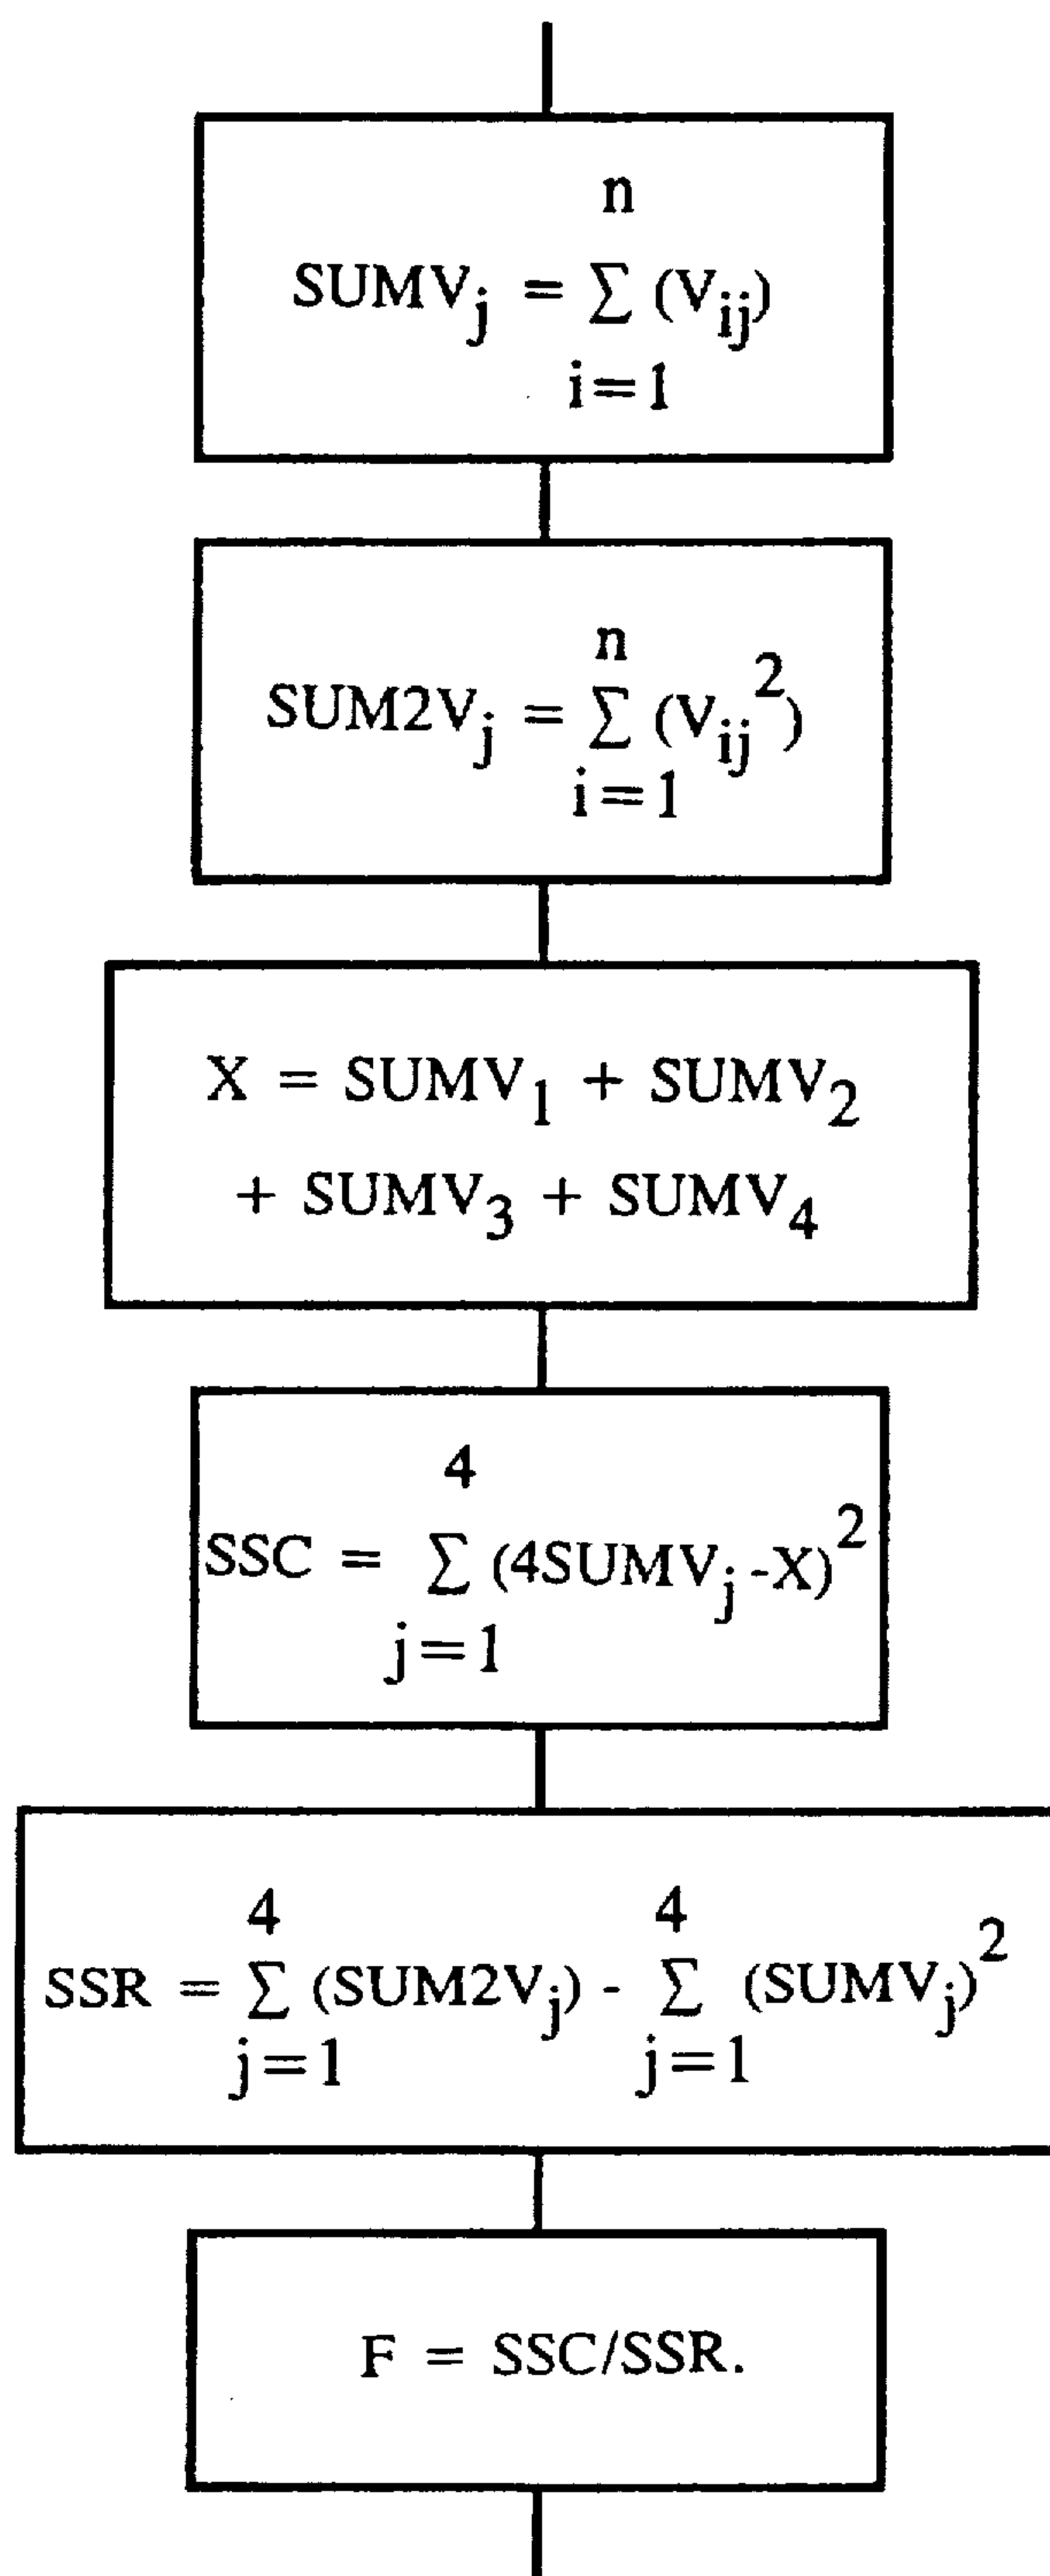 n
SUMVj = ∑ (Vij)
i=1
n
SUM2Vj = ∑ (Vij²)
i=1
X = SUMV1 + SUMV2
+ SUMV3 + SUMV4
4
SSC = ∑ (4SUMVj-X)²
j=1
4 4
SSR = ∑ (SUM2Vj) - ∑ (SUMVj)²
j=1 j=1
F = SSC/SSR.